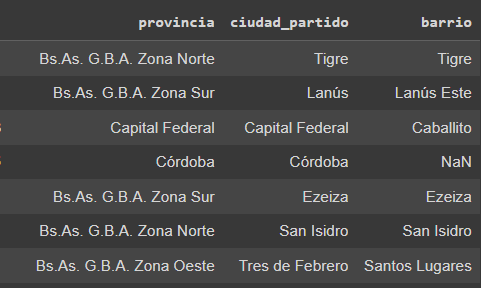 provincia ciudad_partido barrio
Bs.As. G.B.A. Zona Norte Tigre Tigre
Bs.As. G.B.A. Zona Sur Lanús Lanús Este
Capital Federal Capital Federal Caballito
Córdoba Córdoba NaN
Bs.As. G.B.A. Zona Sur Ezeiza Ezeiza
Bs.As. G.B.A. Zona Norte San Isidro San Isidro
Bs.As. G.B.A. Zona Oeste Tres de Febrero Santos Lugares